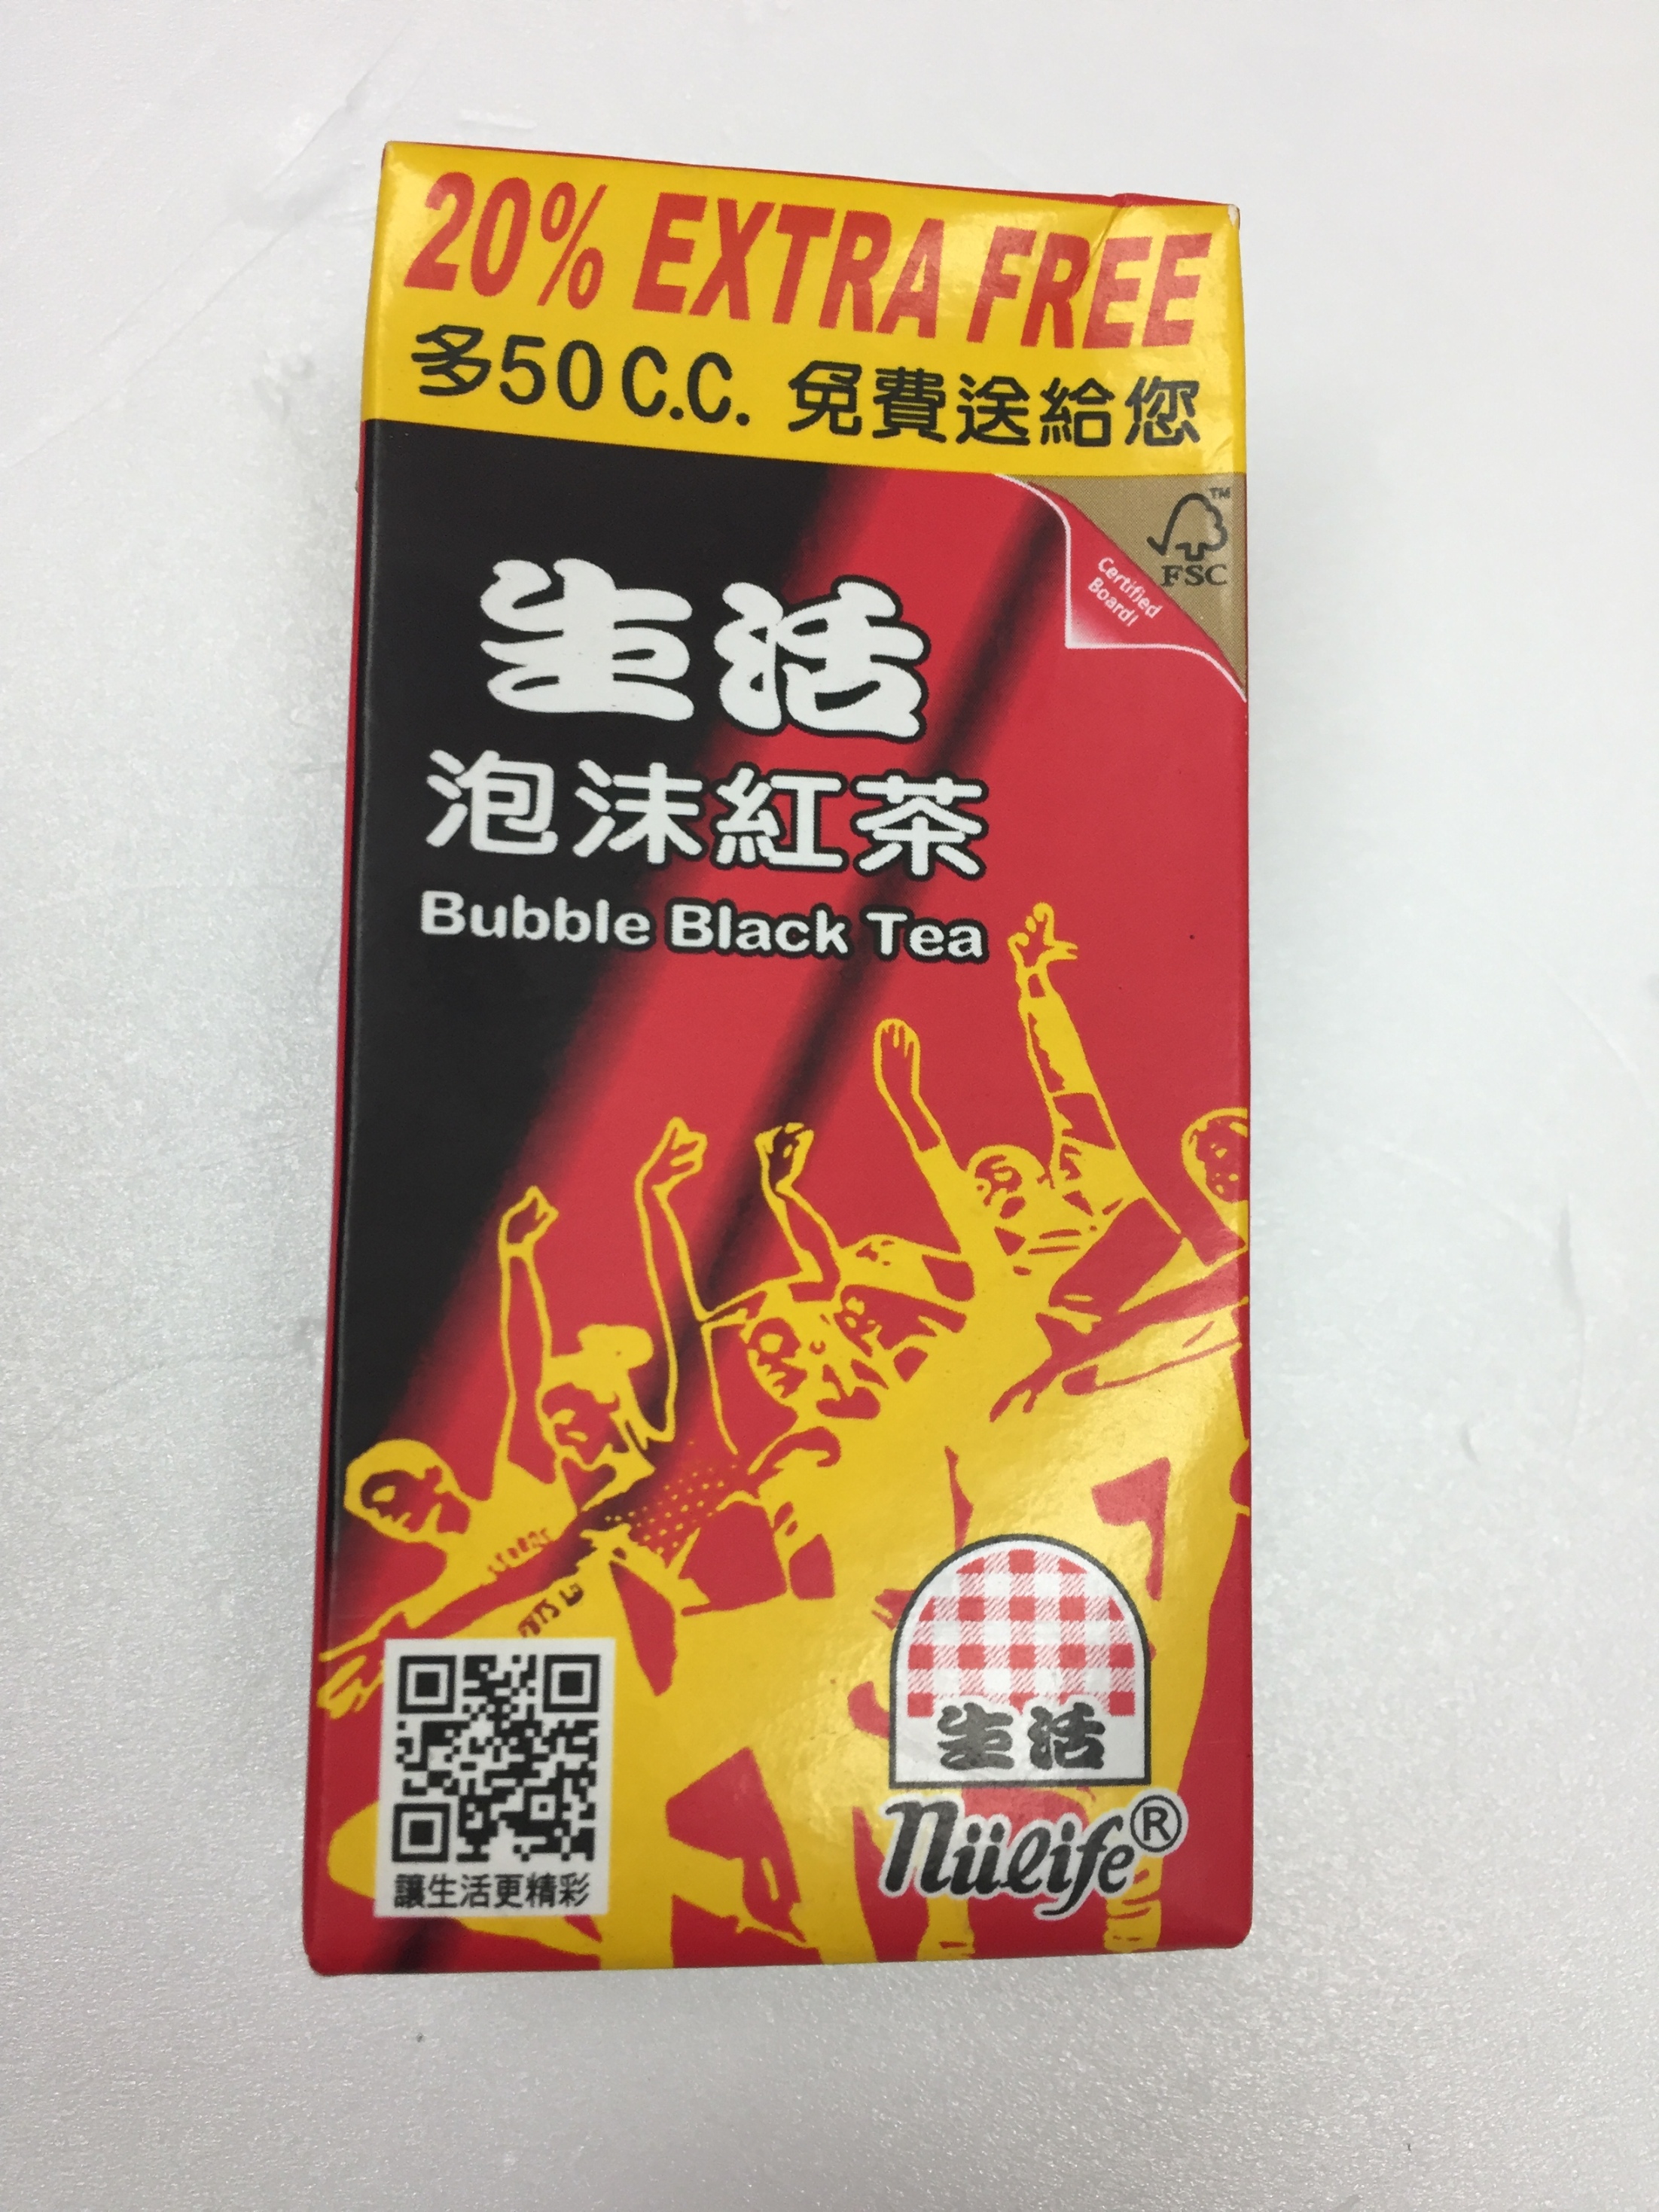 20% EXTRA FREE
多50C.C. 免費送給您
TM
FSC
Certified
Board!
生活
泡沫紅茶
Bubble Black Tea
生活
Nülife®
讓生活更精彩